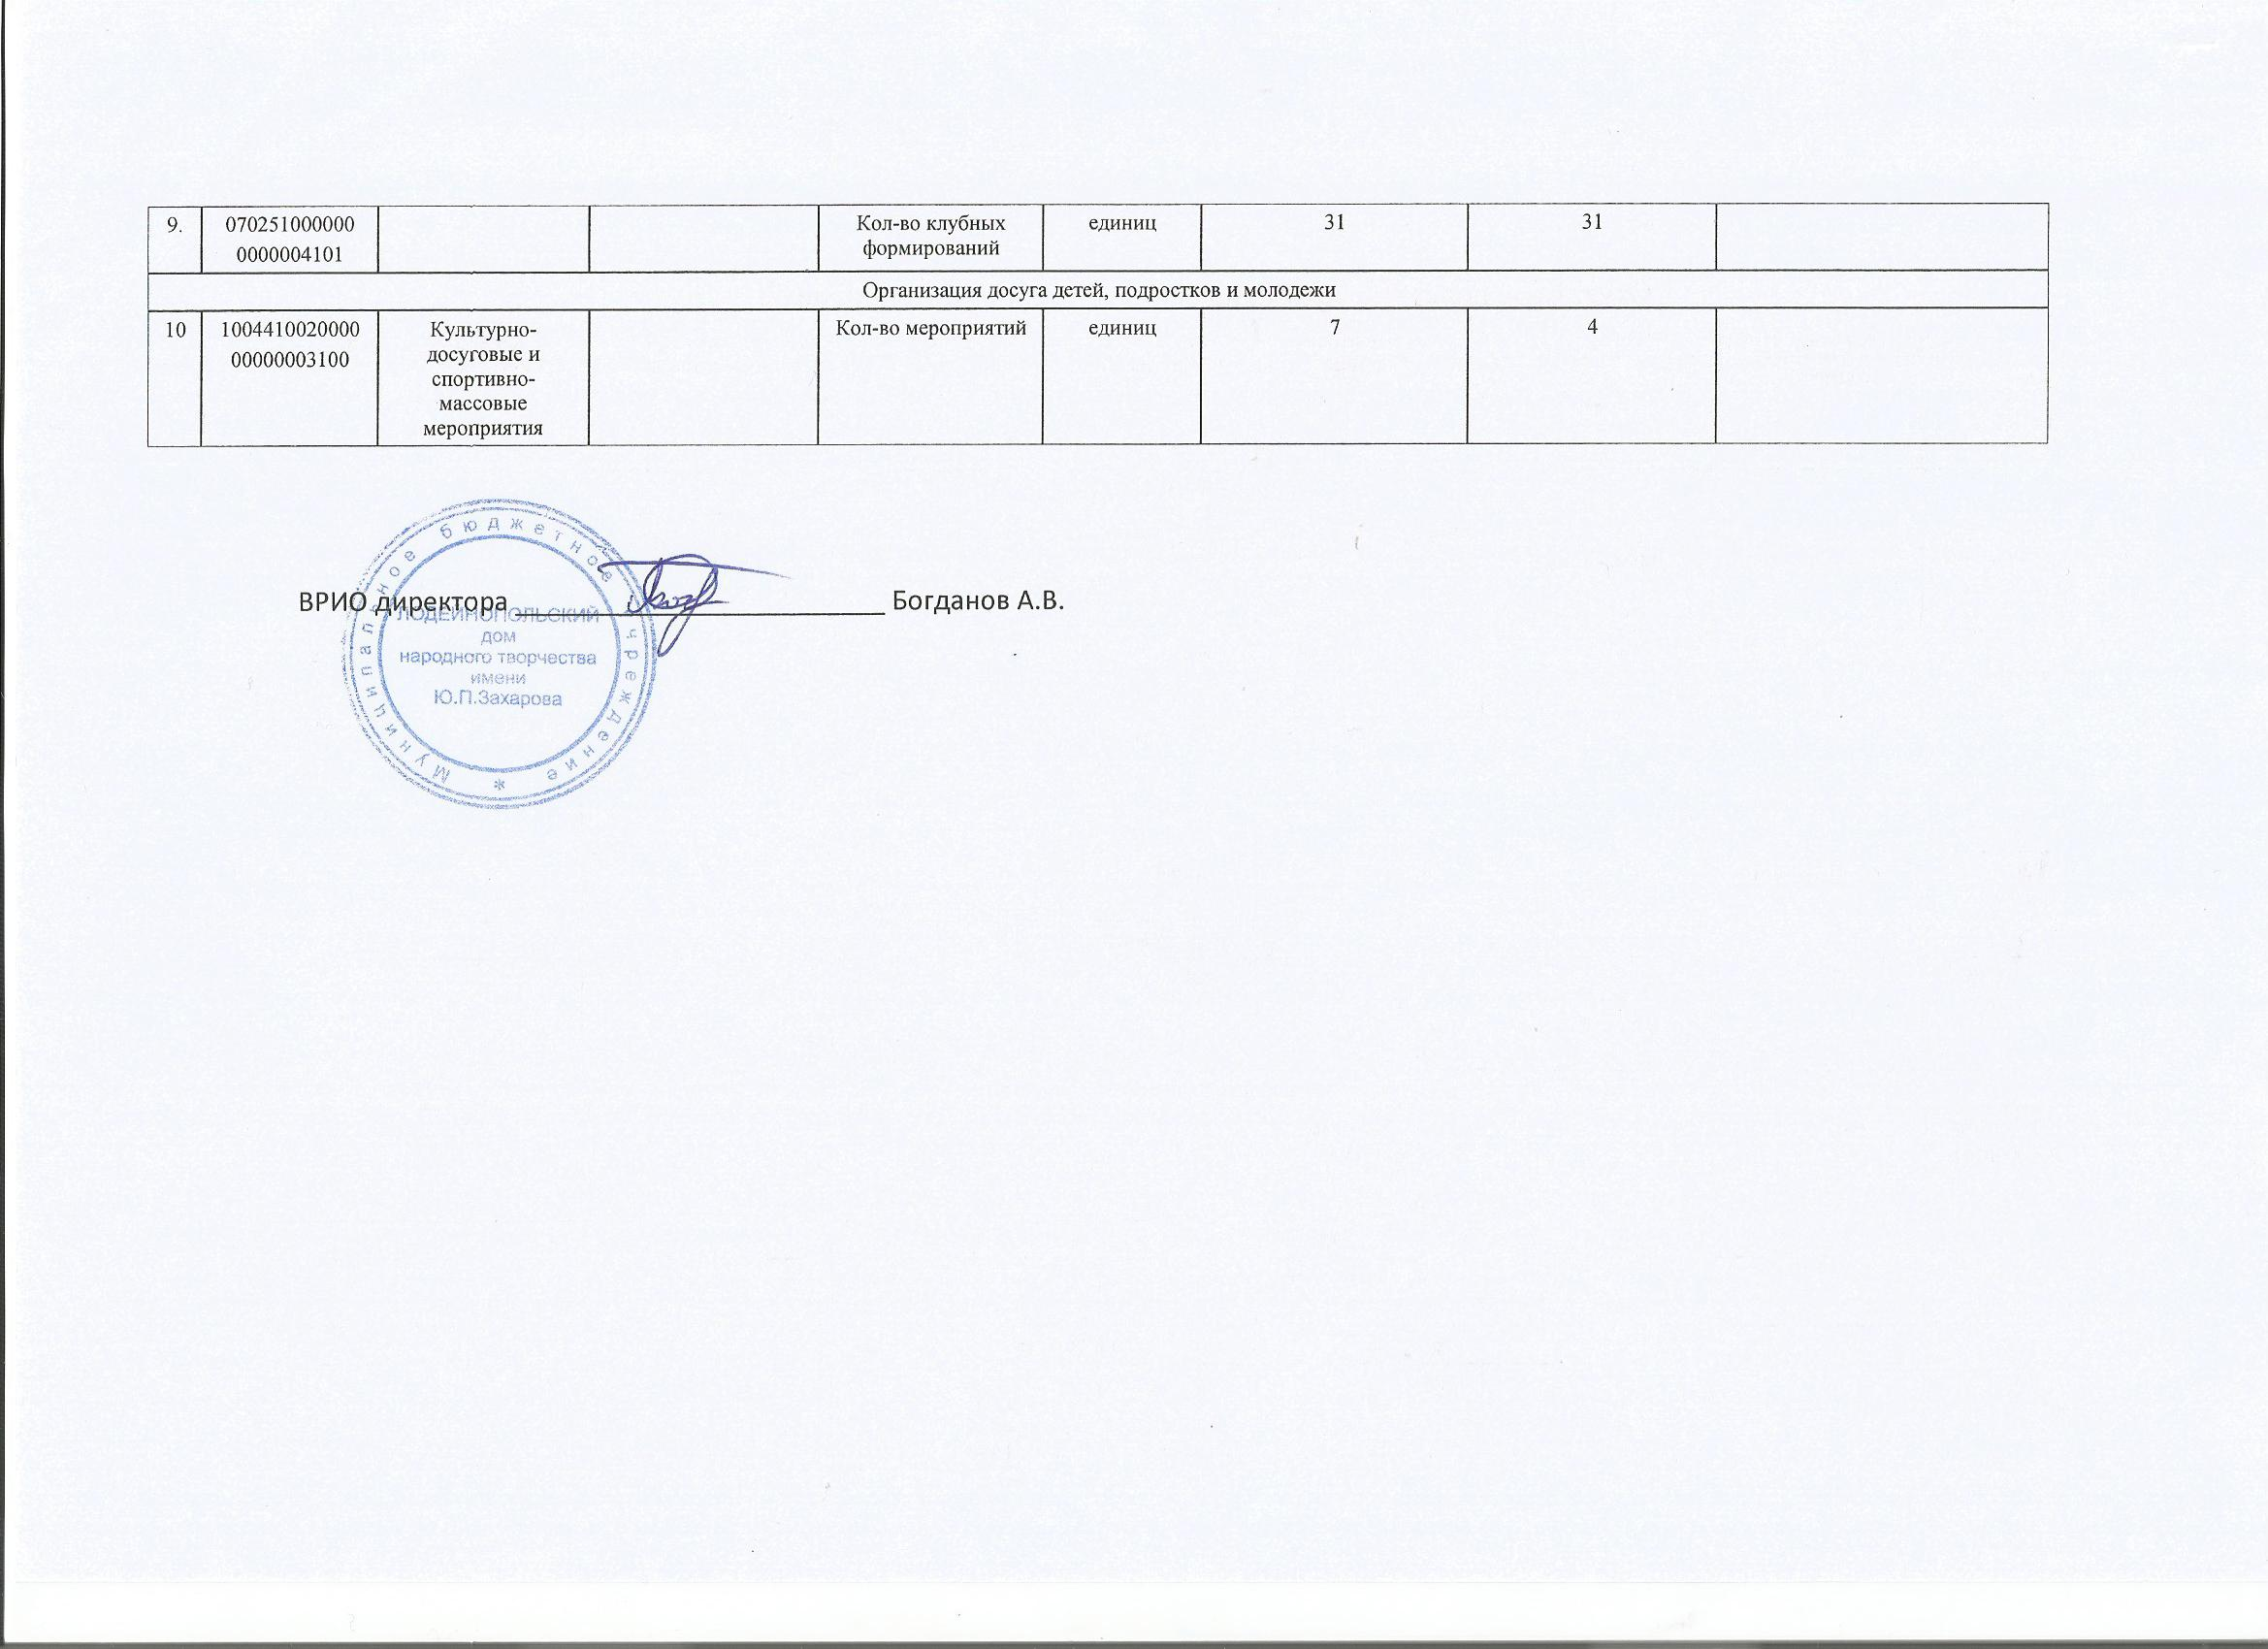 9.
070251000000
0000004101
Кол-во клубных
формирований
единиц
31
31
Организация досуга детей, подростков и молодежи
10
1004410020000
00000003100
Культурно-
досуговые и
спортивно-
массовые
мероприятия
Кол-во мероприятий
единиц
7
4
ВРИО директора
Богданов А.В.
Муниципальное бюджетное учреждение *
ЛОДЕЙНОПОЛЬСКИЙ
дом
народного творчества
имени
Ю.П.Захарова